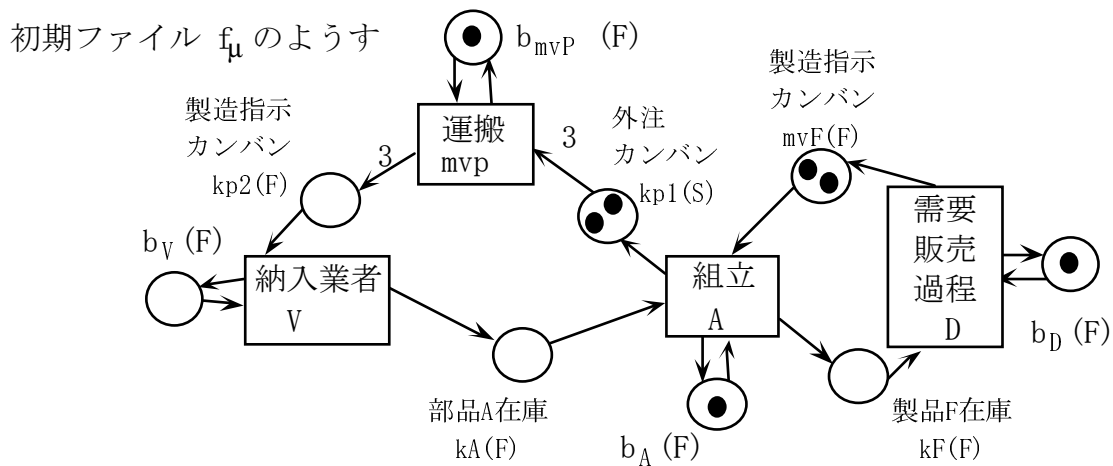 初期ファイル fμ のようす
bmvP (F)
製造指示
カンバン
mvF(F)
製造指示
カンバン
kp2(F)
3
運搬
mvp
3
外注
カンバン
kp1(S)
需要
販売
過程
D
bV (F)
納入業者
V
組立
A
bD (F)
部品A在庫
kA(F)
bA (F)
製品F在庫
kF(F)